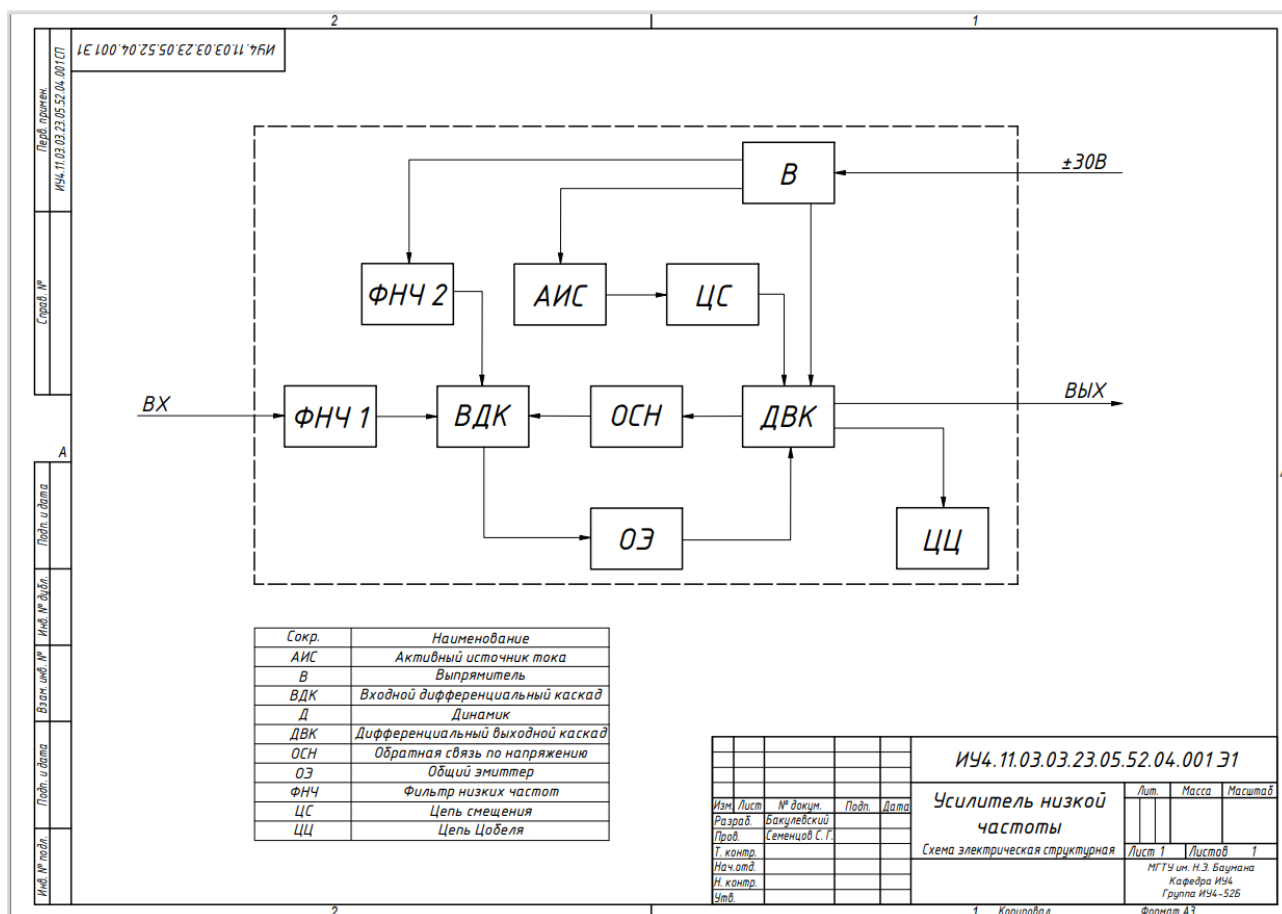 2
1
ИУ4.11.03.03.23.05.52.04.001 Э1
Перв. примен.
ИУ4.11.03.03.23.05.52.04.001 СП
Справ. №
В
±30В
ФНЧ 2
АИС
ЦС
ВХ
ФНЧ 1
ВДК
ОСН
ДВК
ВЫХ
А
ОЭ
ЦЦ
Подп. и дата
Инв. № дубл.
Взам. инв. №
Подп. и дата
Инв. № подл.
Сокр. Наименование
АИС Активный источник тока
В Выпрямитель
ВДК Входной дифференциальный каскад
Д Динамик
ДВК Дифференциальный выходной каскад
ОСН Обратная связь по напряжению
ОЭ Общий эмиттер
ФНЧ Фильтр низких частот
ЦС Цепь смещения
ЦЦ Цепь Цобеля
ИУ4.11.03.03.23.05.52.04.001 Э1
Изм. Лист № докум. Подп. Дата
Разраб. Бакулевский
Пров. Семенцов С. Г.
Т. контр.
Нач.отд.
Н. контр.
Утв.
Усилитель низкой
частоты
Схема электрическая структурная
Лит. Масса Масштаб
Лист 1 Листов 1
МГТУ им. Н.Э. Баумана
Кафедра ИУ4
Группа ИУ4-52Б
2
1
Копировал Формат А3